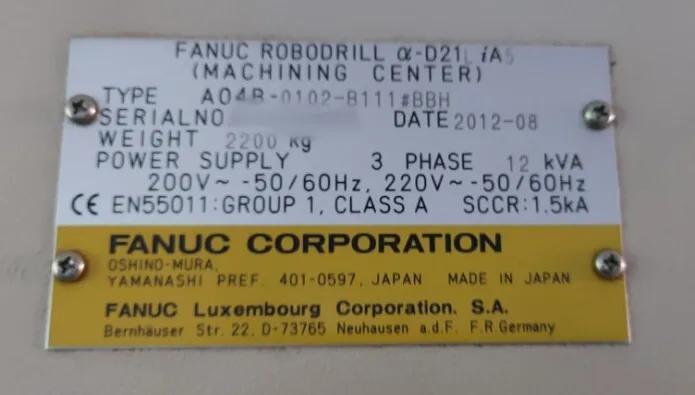 FANUC ROBODRILL α-D21L iA5
(MACHINING CENTER)
TYPE A04B-0102-B111#BBH
SERIALNO DATE 2012-08
WEIGHT 2200 kg
POWER SUPPLY 3 PHASE 12 kVA
200V~ -50/60Hz, 220V~ -50/60Hz
CE EN55011:GROUP 1, CLASS A SCCR:1.5kA
FANUC CORPORATION
OSHINO-MURA,
YAMANASHI PREF. 401-0597, JAPAN MADE IN JAPAN
FANUC Luxembourg Corporation. S.A.
Bernhäuser Str. 22. D-73765 Neuhausen a.d.F. F.R.Germany